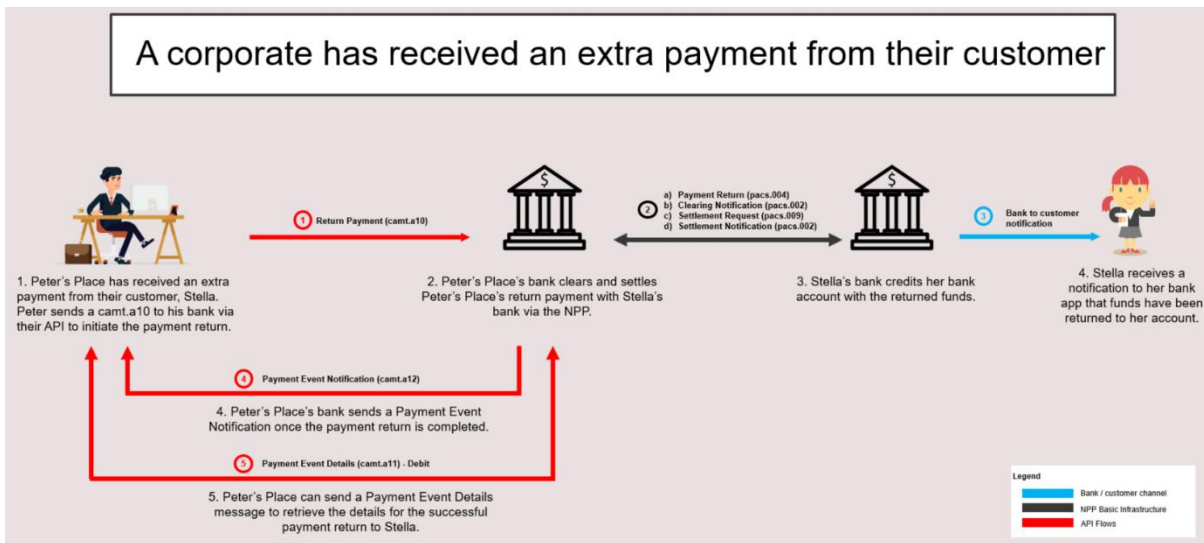 A corporate has received an extra payment from their customer
$
$
1 Return Payment (camt.a10)
2
a) Payment Return (pacs.004)
b) Clearing Notification (pacs.002)
c) Settlement Request (pacs.009)
d) Settlement Notification (pacs.002)
3 Bank to customer
notification
1. Peter's Place has received an extra
payment from their customer, Stella.
Peter sends a camt.a10 to his bank via
their API to initiate the payment return.
2. Peter's Place's bank clears and settles
Peter's Place's return payment with Stella's
bank via the NPP.
3. Stella's bank credits her bank
account with the returned funds.
4. Stella receives a
notification to her bank
app that funds have been
returned to her account.
4 Payment Event Notification (camt.a12)
4. Peter's Place's bank sends a Payment Event
Notification once the payment return is completed.
5 Payment Event Details (camt.a11) - Debit
5. Peter's Place can send a Payment Event Details
message to retrieve the details for the successful
payment return to Stella.
Legend
Bank / customer channel
NPP Basic Infrastructure
API Flows